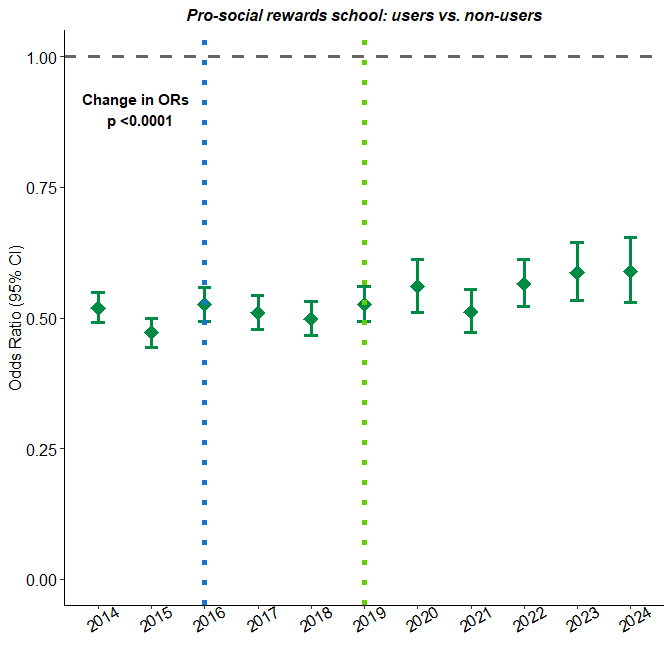 Pro-social rewards school: users vs. non-users
1.00
Change in ORs
p <0.0001
0.75
0.50
0.25
0.00
Odds Ratio (95% CI)
2014 2015 2016 2017 2018 2019 2020 2021 2022 2023 2024